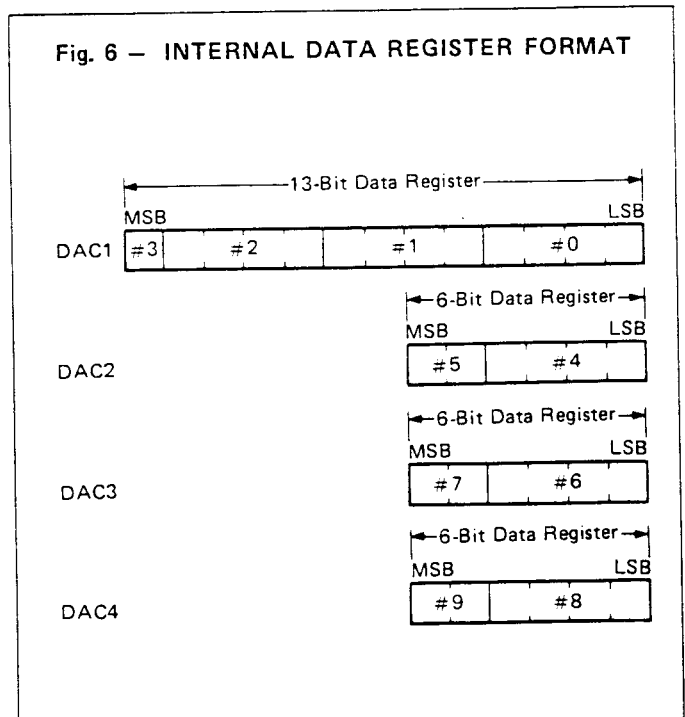 Fig. 6 – INTERNAL DATA REGISTER FORMAT
13-Bit Data Register
MSB LSB
DAC1 #3 #2 #1 #0
6-Bit Data Register
MSB LSB
DAC2 #5 #4
6-Bit Data Register
MSB LSB
DAC3 #7 #6
6-Bit Data Register
MSB LSB
DAC4 #9 #8